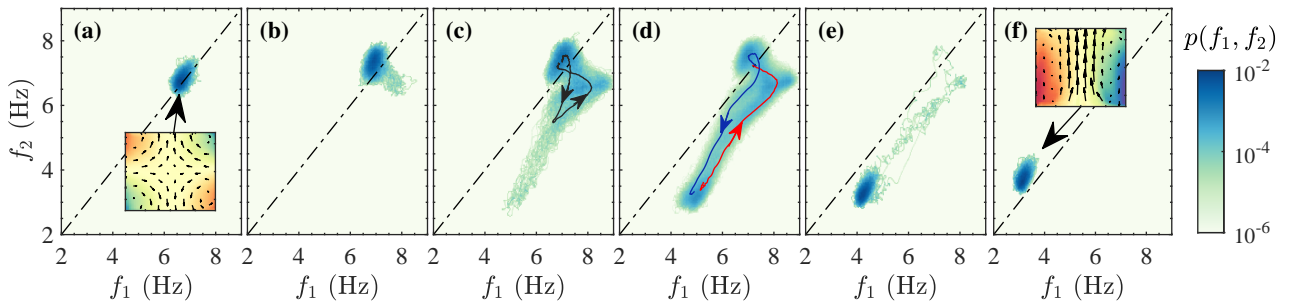 (a) (b) (c) (d) (e) (f) p(f₁, f₂)
8
6
4
2
f₂ (Hz)
10⁻²
10⁻⁴
10⁻⁶
2 4 6 8 2 4 6 8 2 4 6 8 2 4 6 8 2 4 6 8 2 4 6 8
f₁ (Hz) f₁ (Hz) f₁ (Hz) f₁ (Hz) f₁ (Hz) f₁ (Hz)